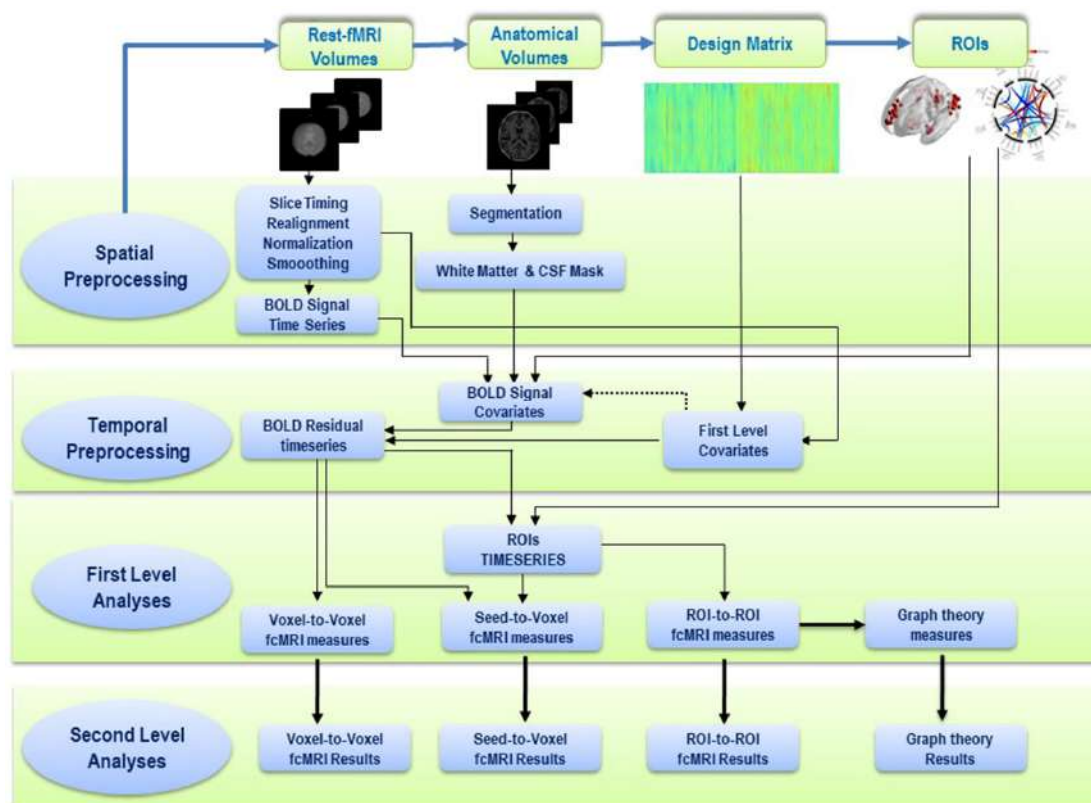 Rest-fMRI
Volumes
Anatomical
Volumes
Design Matrix
ROIs
Spatial
Preprocessing
Slice Timing
Realignment
Normalization
Smooothing
Segmentation
White Matter & CSF Mask
BOLD Signal
Time Series
Temporal
Preprocessing
BOLD Signal
Covariates
BOLD Residual
timeseries
First Level
Covariates
First Level
Analyses
ROIs
TIMESERIES
Voxel-to-Voxel
fcMRI measures
Seed-to-Voxel
fcMRI measures
ROI-to-ROI
fcMRI measures
Graph theory
measures
Second Level
Analyses
Voxel-to-Voxel
fcMRI Results
Seed-to-Voxel
fcMRI Results
ROI-to-ROI
fcMRI Results
Graph theory
Results